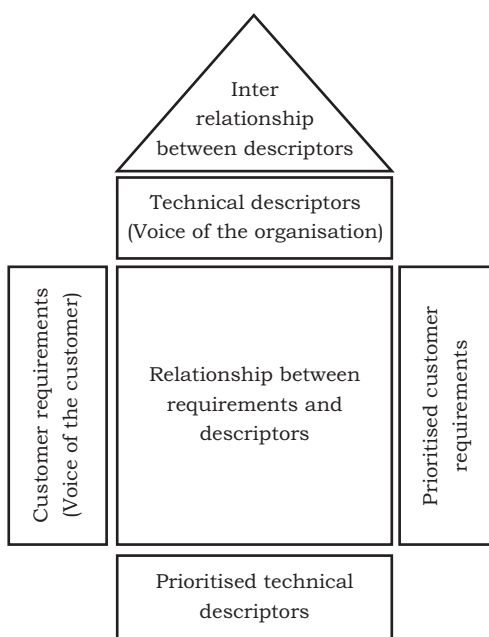 Inter
relationship
between descriptors
Technical descriptors
(Voice of the organisation)
Customer requirements
(Voice of the customer)
Relationship between
requirements and
descriptors
Prioritised customer
requirements
Prioritised technical
descriptors